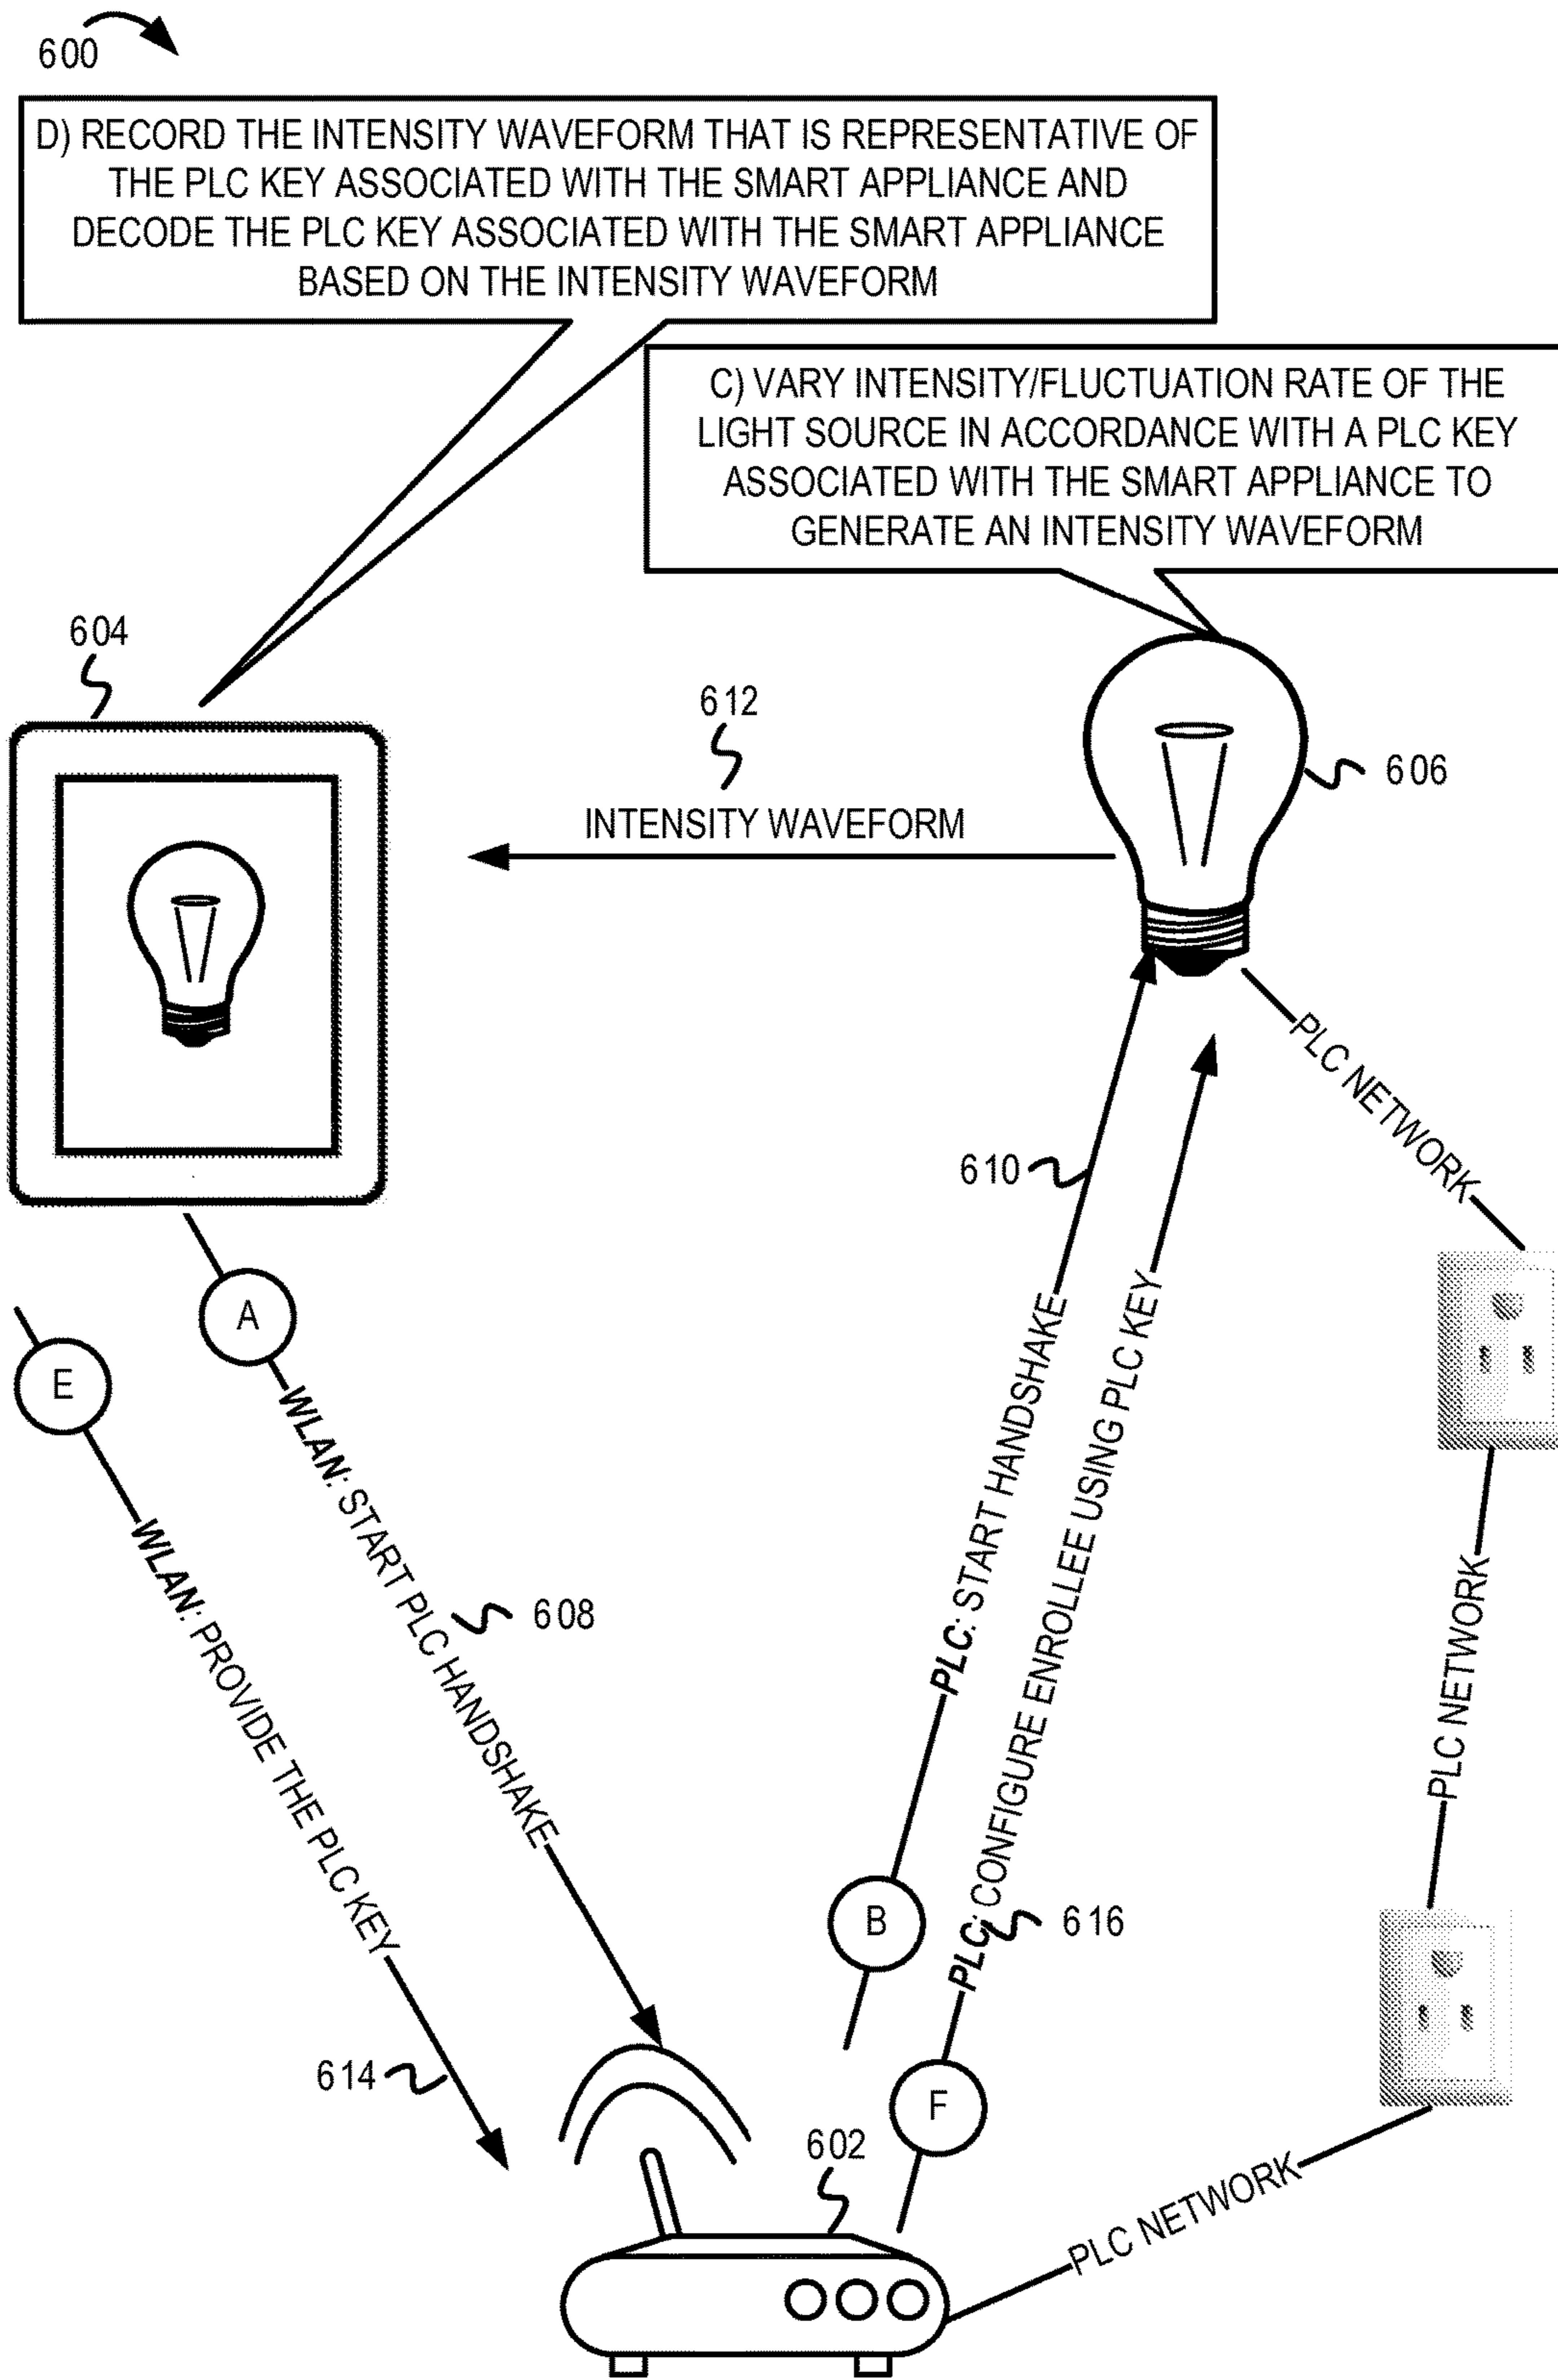 600
D) RECORD THE INTENSITY WAVEFORM THAT IS REPRESENTATIVE OF
THE PLC KEY ASSOCIATED WITH THE SMART APPLIANCE AND
DECODE THE PLC KEY ASSOCIATED WITH THE SMART APPLIANCE
BASED ON THE INTENSITY WAVEFORM
C) VARY INTENSITY/FLUCTUATION RATE OF THE
LIGHT SOURCE IN ACCORDANCE WITH A PLC KEY
ASSOCIATED WITH THE SMART APPLIANCE TO
GENERATE AN INTENSITY WAVEFORM
604
612
606
INTENSITY WAVEFORM
PLC NETWORK
610
A
E
WLAN: START PLC HANDSHAKE
608
WLAN: PROVIDE THE PLC KEY
614
PLC: START HANDSHAKE
B
PLC: CONFIGURE ENROLLEE USING PLC KEY
616
F
PLC NETWORK
602
PLC NETWORK